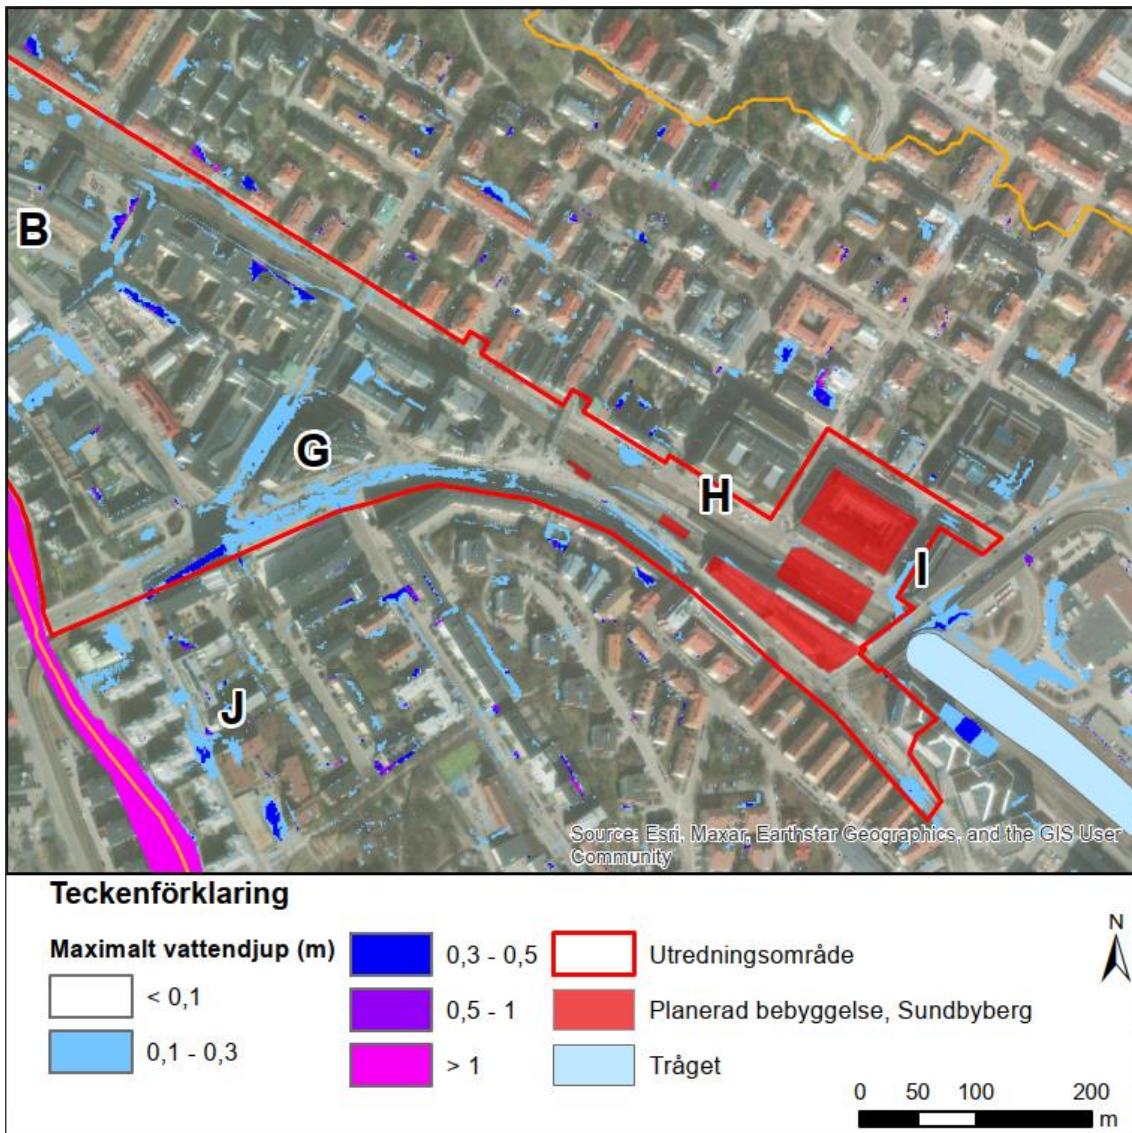 B
G
H
I
J
Source: Esri, Maxar, Earthstar Geographics, and the GIS User
Community
Teckenförklaring
Maximalt vattendjup (m)
< 0,1
0,1 - 0,3
0,3 - 0,5
0,5 - 1
> 1
Utredningsområde
Planerad bebyggelse, Sundbyberg
Tråget
N
0 50 100 200
m